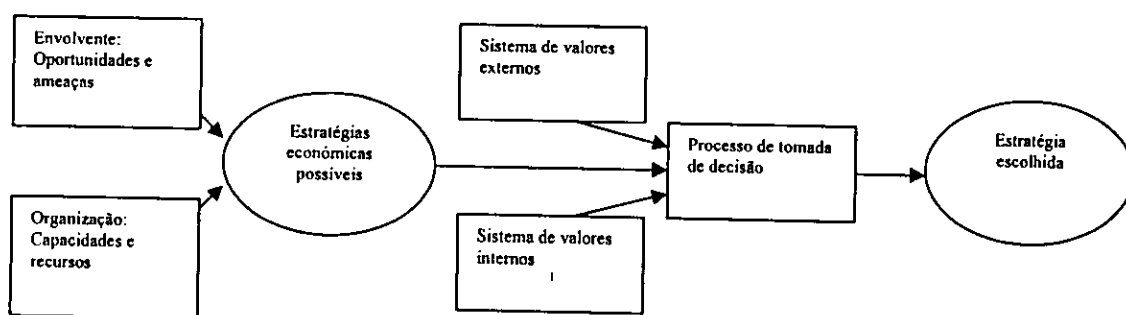 Envolvente:
Oportunidades e
ameaças
Organização:
Capacidades e
recursos
Estratégias
económicas
possíveis
Sistema de valores
externos
Sistema de valores
internos
Processo de tomada
de decisão
Estratégia
escolhida